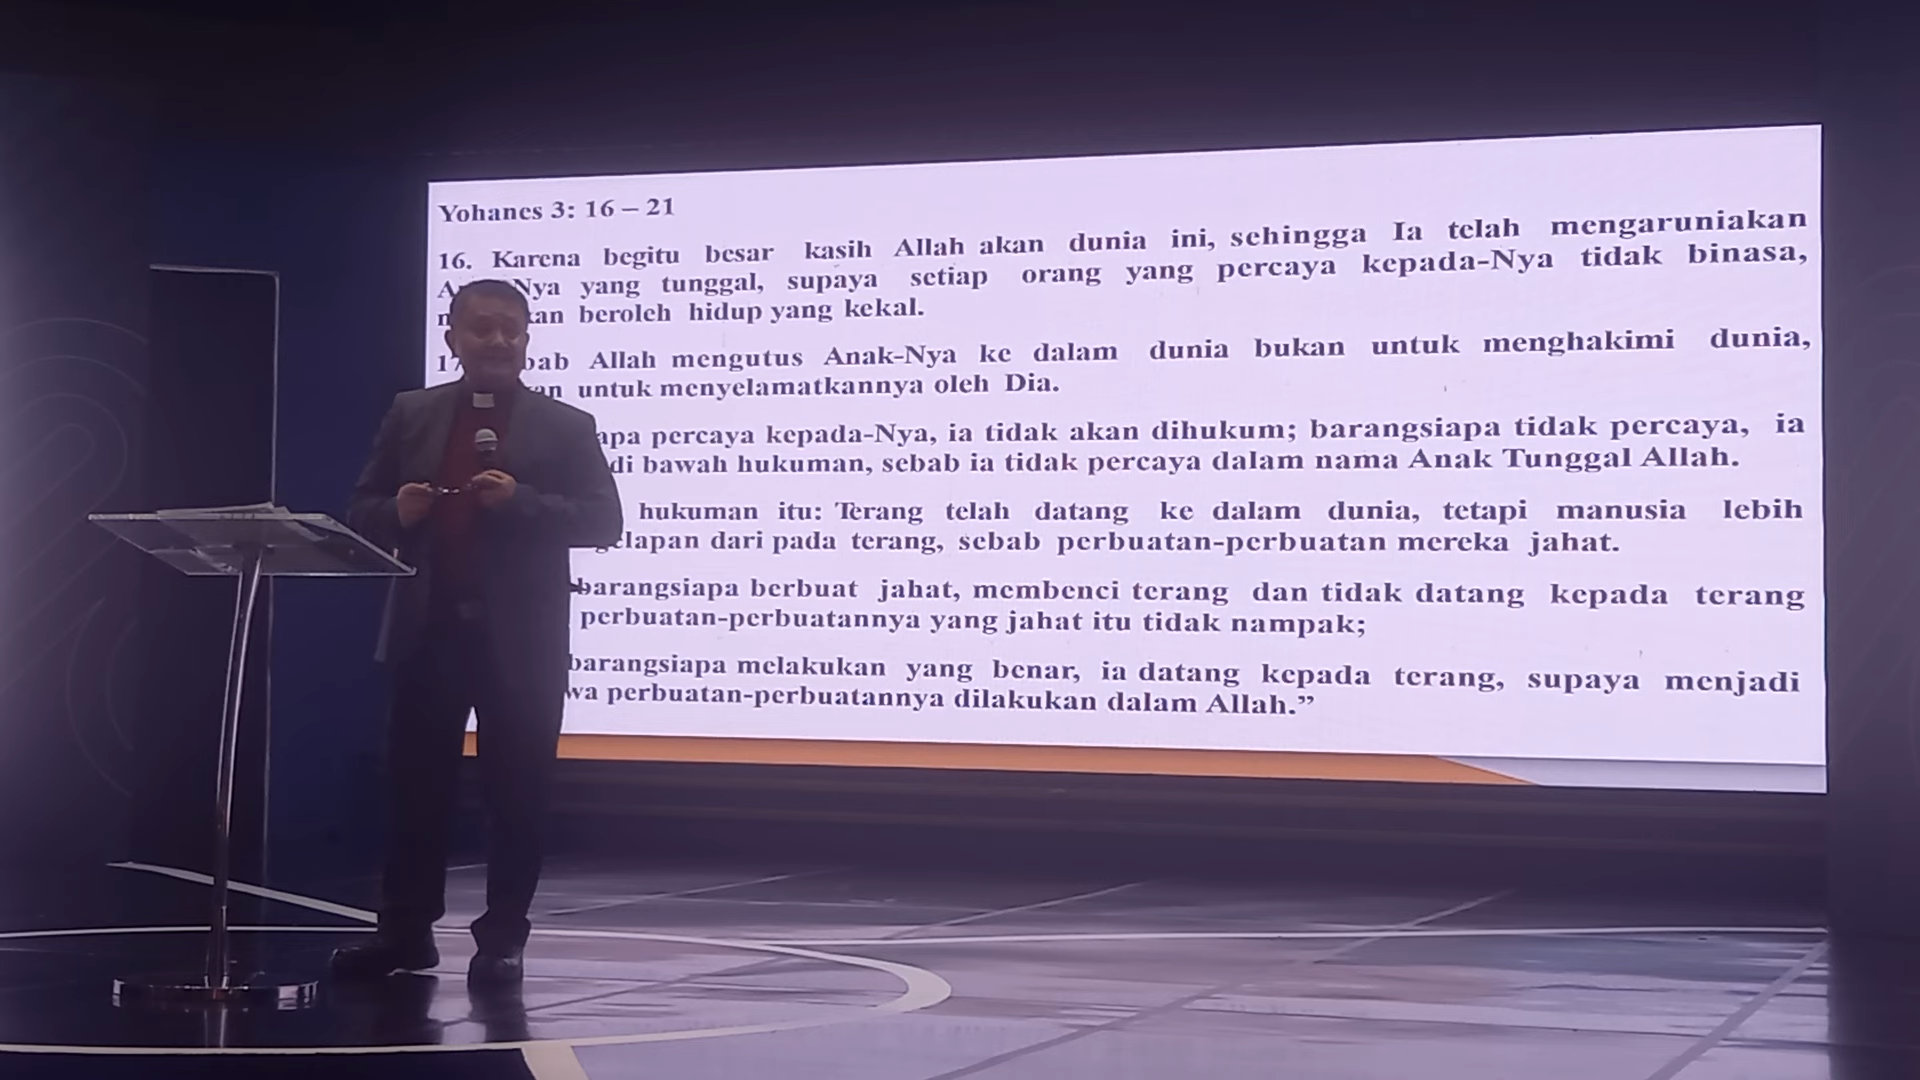 Yohanes 3: 16 – 21
16. Karena begitu besar kasih Allah akan dunia ini, sehingga Ia telah mengaruniakan
yang tunggal, supaya setiap orang yang percaya kepada-Nya tidak binasa,
beroleh hidup yang kekal.
Allah mengutus Anak-Nya ke dalam dunia bukan untuk menghakimi dunia,
untuk menyelamatkannya oleh Dia.
percaya kepada-Nya, ia tidak akan dihukum; barangsiapa tidak percaya, ia
di bawah hukuman, sebab ia tidak percaya dalam nama Anak Tunggal Allah.
hukuman itu: Terang telah datang ke dalam dunia, tetapi manusia lebih
dari pada terang, sebab perbuatan-perbuatan mereka jahat.
barangsiapa berbuat jahat, membenci terang dan tidak datang kepada terang
perbuatan-perbuatannya yang jahat itu tidak nampak;
barangsiapa melakukan yang benar, ia datang kepada terang, supaya menjadi
perbuatan-perbuatannya dilakukan dalam Allah.”